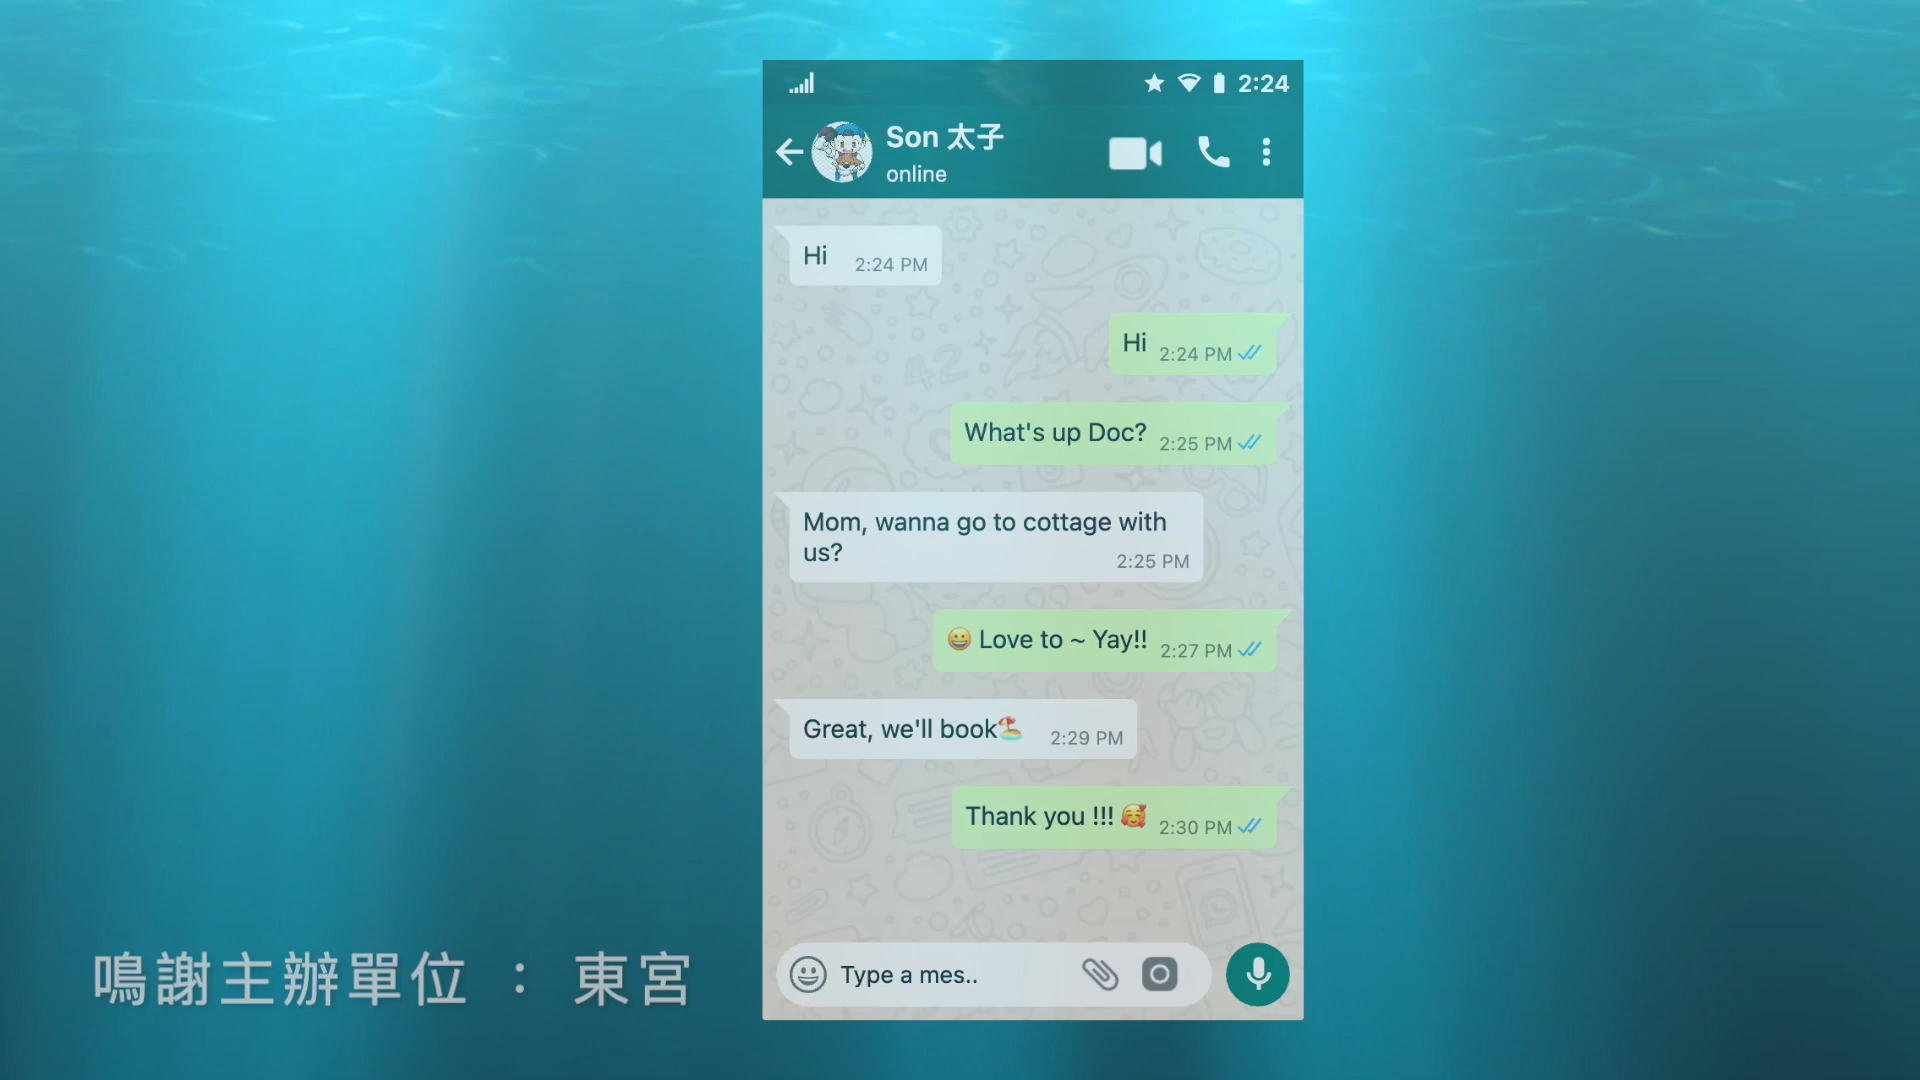 2:24
Son 太子
online
Hi 2:24 PM
Hi 2:24 PM
What's up Doc? 2:25 PM
Mom, wanna go to cottage with
us? 2:25 PM
😀 Love to ~ Yay!! 2:27 PM
Great, we'll book🏖️ 2:29 PM
Thank you !!! 🥰 2:30 PM
Type a mes..
鳴謝主辦單位 : 東宮